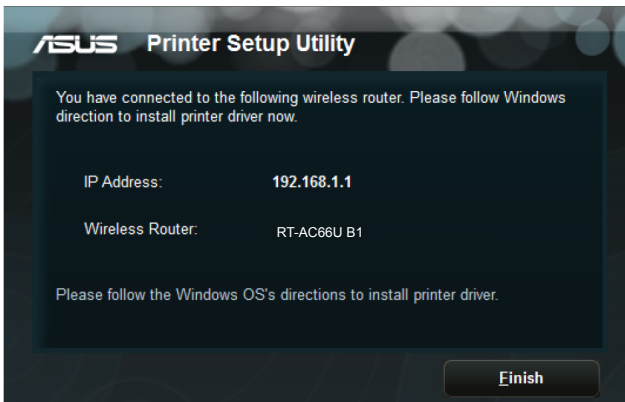 ASUS Printer Setup Utility
You have connected to the following wireless router. Please follow Windows
direction to install printer driver now.
IP Address: 192.168.1.1
Wireless Router: RT-AC66U B1
Please follow the Windows OS's directions to install printer driver.
Finish